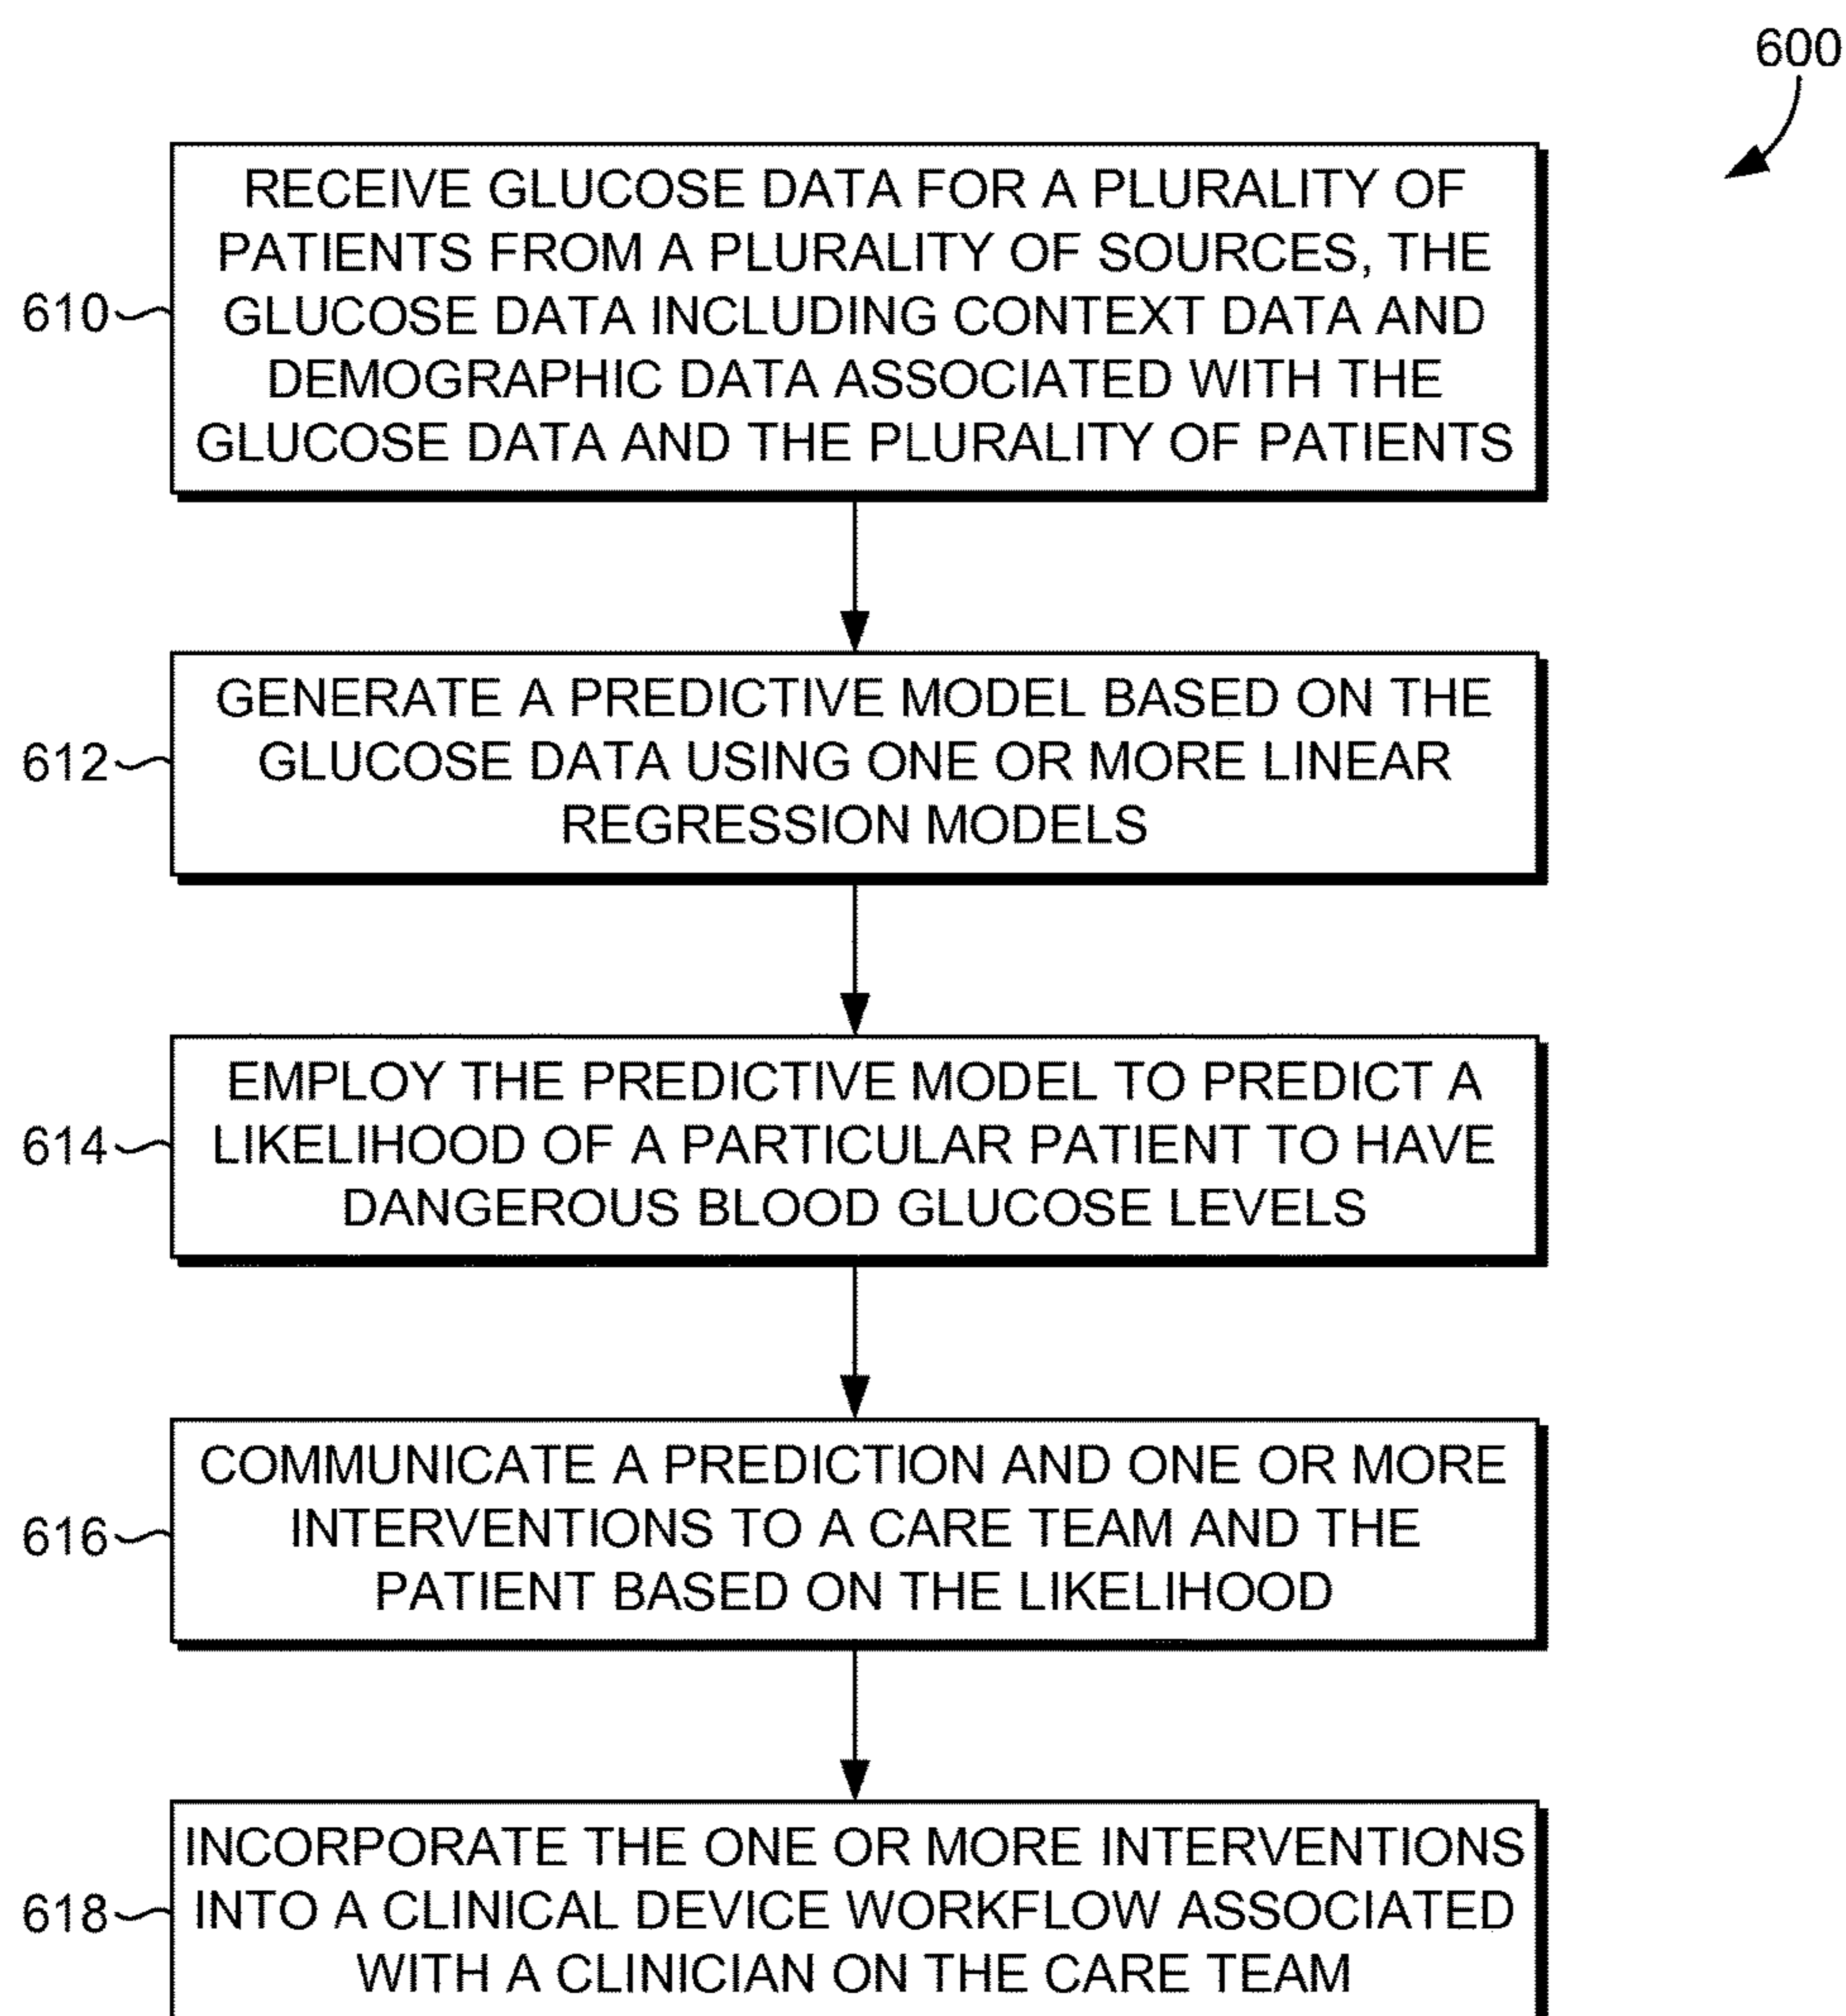 600
RECEIVE GLUCOSE DATA FOR A PLURALITY OF
PATIENTS FROM A PLURALITY OF SOURCES, THE
610
GLUCOSE DATA INCLUDING CONTEXT DATA AND
DEMOGRAPHIC DATA ASSOCIATED WITH THE
GLUCOSE DATA AND THE PLURALITY OF PATIENTS
GENERATE A PREDICTIVE MODEL BASED ON THE
612
GLUCOSE DATA USING ONE OR MORE LINEAR
REGRESSION MODELS
EMPLOY THE PREDICTIVE MODEL TO PREDICT A
614
LIKELIHOOD OF A PARTICULAR PATIENT TO HAVE
DANGEROUS BLOOD GLUCOSE LEVELS
COMMUNICATE A PREDICTION AND ONE OR MORE
616
INTERVENTIONS TO A CARE TEAM AND THE
PATIENT BASED ON THE LIKELIHOOD
INCORPORATE THE ONE OR MORE INTERVENTIONS
618
INTO A CLINICAL DEVICE WORKFLOW ASSOCIATED
WITH A CLINICIAN ON THE CARE TEAM